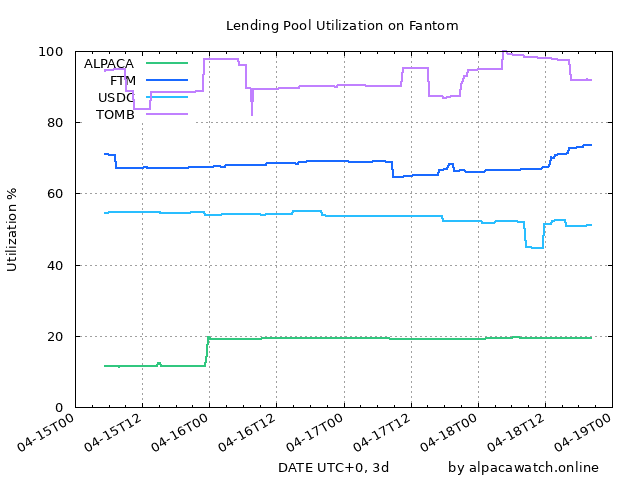 Lending Pool Utilization on Fantom
100
80
60
40
20
0
Utilization %
ALPACA
FTM
USDC
TOMB
04-15T00
04-15T12
04-16T00
04-16T12
04-17T00
04-17T12
04-18T00
04-18T12
04-19T00
DATE UTC+0, 3d
by alpacawatch.online